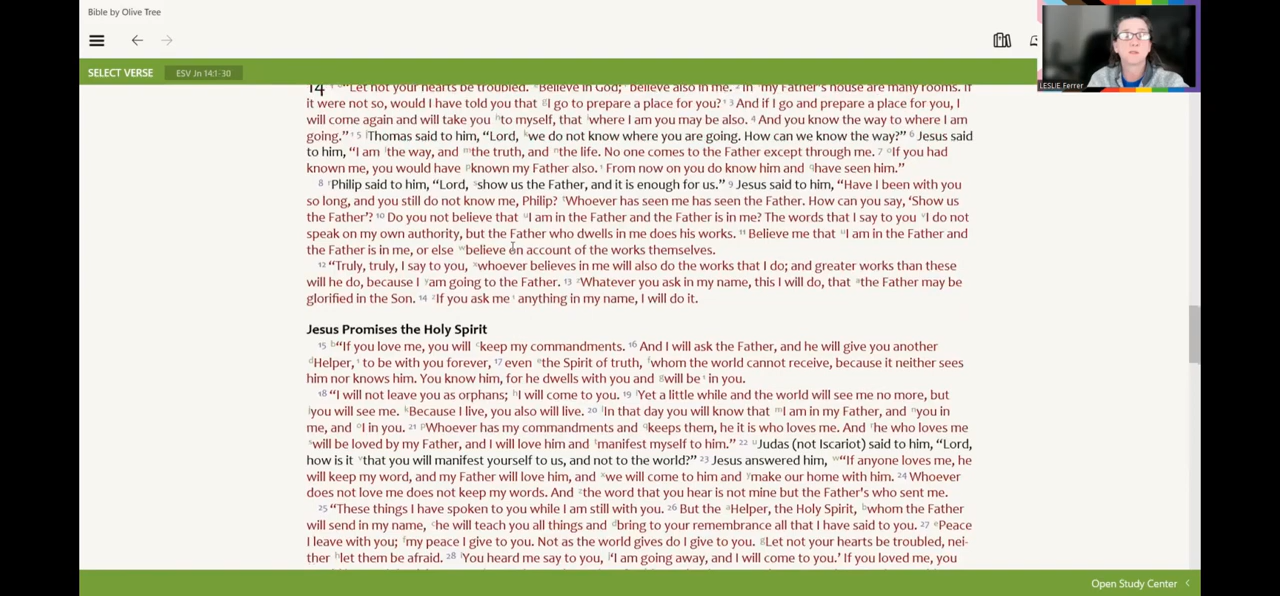 Bible by Olive Tree
SELECT VERSE ESV Jn 14:1-30
LESLIE Ferrer
14 "Let not your hearts be troubled. Believe in God; believe also in me. 2 In my Father's house are many rooms. If
it were not so, would I have told you that g I go to prepare a place for you? 3 And if I go and prepare a place for you, I
will come again and will take you h to myself, that i where I am you may be also. 4 And you know the way to where I am
going." 5 j Thomas said to him, "Lord, k we do not know where you are going. How can we know the way?" 6 Jesus said
to him, "I am l the way, and m the truth, and n the life. No one comes to the Father except through me. 7 o If you had
known me, you would have p known my Father also. From now on you do know him and q have seen him."
8 r Philip said to him, "Lord, s show us the Father, and it is enough for us." 9 Jesus said to him, "Have I been with you
so long, and you still do not know me, Philip? t Whoever has seen me has seen the Father. How can you say, 'Show us
the Father'? 10 Do you not believe that u I am in the Father and the Father is in me? The words that I say to you v I do not
speak on my own authority, but the Father who dwells in me does his works. 11 Believe me that u I am in the Father and
the Father is in me, or else w believe on account of the works themselves.
12 "Truly, truly, I say to you, x whoever believes in me will also do the works that I do; and greater works than these
will he do, because I y am going to the Father. 13 z Whatever you ask in my name, this I will do, that a the Father may be
glorified in the Son. 14 z If you ask me 1 anything in my name, I will do it.
Jesus Promises the Holy Spirit
15 b "If you love me, you will c keep my commandments. 16 And I will ask the Father, and he will give you another
d Helper, 1 to be with you forever, 17 even e the Spirit of truth, f whom the world cannot receive, because it neither sees
him nor knows him. You know him, for he dwells with you and g will be 1 in you.
18 "I will not leave you as orphans; h I will come to you. 19 i Yet a little while and the world will see me no more, but
j you will see me. k Because I live, you also will live. 20 l In that day you will know that m I am in my Father, and n you in
me, and o I in you. 21 p Whoever has my commandments and q keeps them, he it is who loves me. And r he who loves me
s will be loved by my Father, and I will love him and t manifest myself to him." 22 u Judas (not Iscariot) said to him, "Lord,
how is it v that you will manifest yourself to us, and not to the world?" 23 Jesus answered him, w "If anyone loves me, he
will keep my word, and my Father will love him, and x we will come to him and y make our home with him. 24 Whoever
does not love me does not keep my words. And z the word that you hear is not mine but the Father's who sent me.
25 "These things I have spoken to you while I am still with you. 26 But the a Helper, the Holy Spirit, b whom the Father
will send in my name, c he will teach you all things and d bring to your remembrance all that I have said to you. 27 e Peace
I leave with you; f my peace I give to you. Not as the world gives do I give to you. g Let not your hearts be troubled, nei-
ther h let them be afraid. 28 i You heard me say to you, j 'I am going away, and I will come to you.' If you loved me, you
Open Study Center